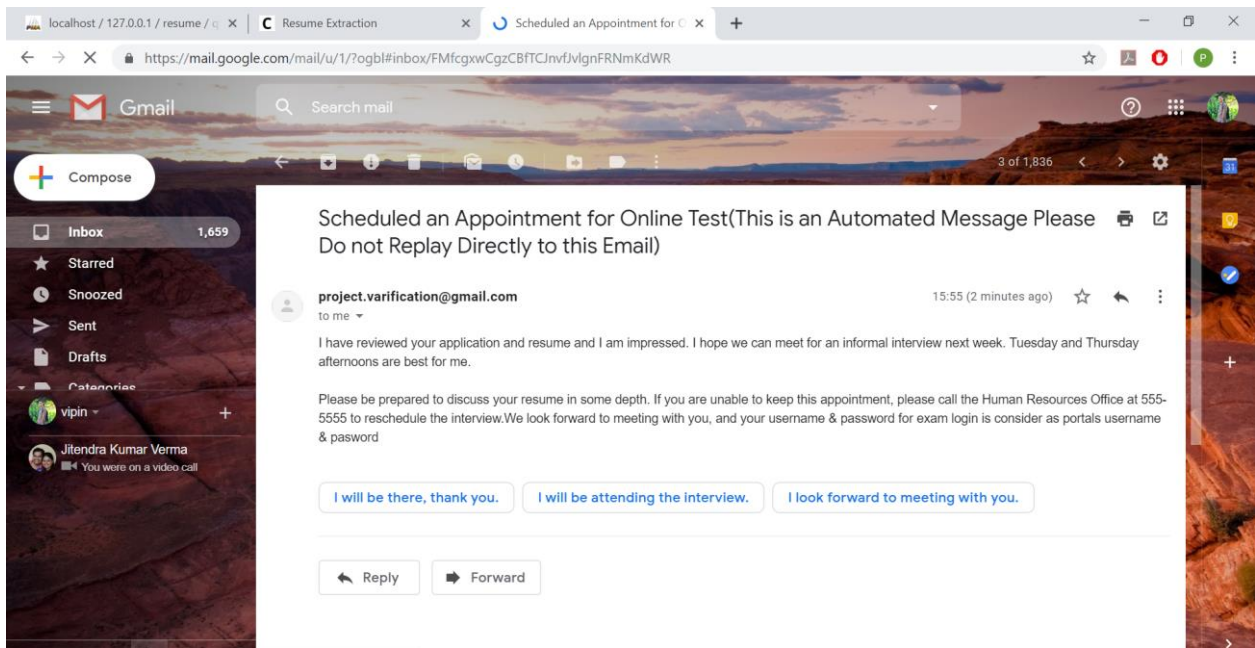 localhost / 127.0.0.1 / resume / q
C Resume Extraction
Scheduled an Appointment for O
https://mail.google.com/mail/u/1/?ogbl#inbox/FMfcgxwCgzCBfTCJnvfJvlgnFRNmKdWR
P
Gmail
Search mail
Compose
3 of 1,836
31
Inbox 1,659
Starred
Snoozed
Sent
Drafts
Categories
vipin
Jitendra Kumar Verma
You were on a video call
Scheduled an Appointment for Online Test(This is an Automated Message Please
Do not Replay Directly to this Email)
project.varification@gmail.com 15:55 (2 minutes ago)
to me
I have reviewed your application and resume and I am impressed. I hope we can meet for an informal interview next week. Tuesday and Thursday
afternoons are best for me.
Please be prepared to discuss your resume in some depth. If you are unable to keep this appointment, please call the Human Resources Office at 555-
5555 to reschedule the interview.We look forward to meeting with you, and your username & password for exam login is consider as portals username
& pasword
I will be there, thank you. I will be attending the interview. I look forward to meeting with you.
Reply Forward